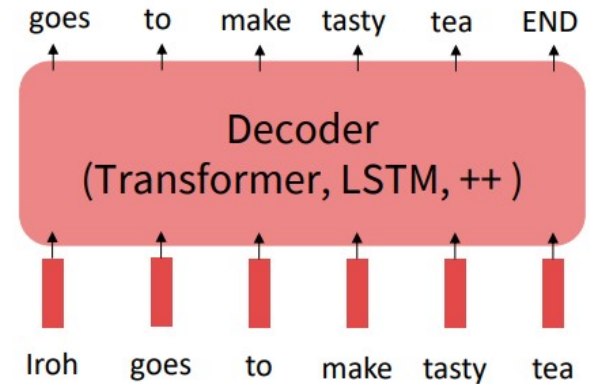 goes to make tasty tea END
Decoder
(Transformer, LSTM, ++ )
Iroh goes to make tasty tea